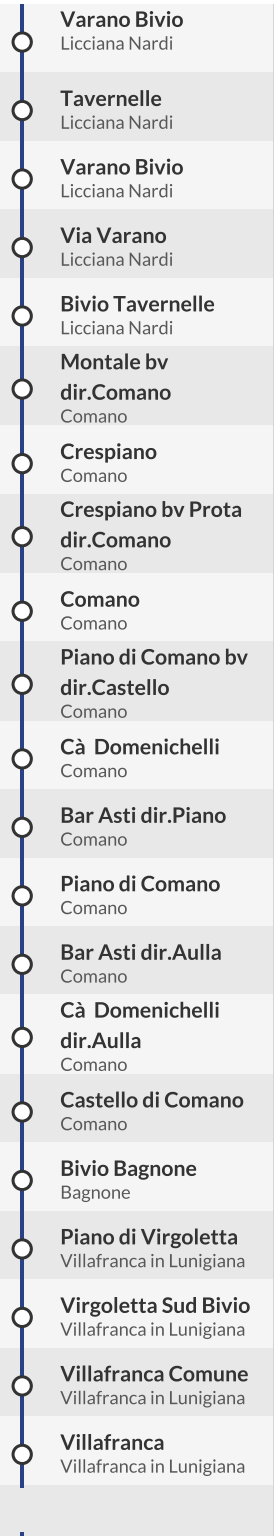 Varano Bivio
Licciana Nardi
Tavernelle
Licciana Nardi
Varano Bivio
Licciana Nardi
Via Varano
Licciana Nardi
Bivio Tavernelle
Licciana Nardi
Montale bv
dir.Comano
Comano
Crespiano
Comano
Crespiano bv Prota
dir.Comano
Comano
Comano
Comano
Piano di Comano bv
dir.Castello
Comano
Cà  Domenichelli
Comano
Bar Asti dir.Piano
Comano
Piano di Comano
Comano
Bar Asti dir.Aulla
Comano
Cà  Domenichelli
dir.Aulla
Comano
Castello di Comano
Comano
Bivio Bagnone
Bagnone
Piano di Virgoletta
Villafranca in Lunigiana
Virgoletta Sud Bivio
Villafranca in Lunigiana
Villafranca Comune
Villafranca in Lunigiana
Villafranca
Villafranca in Lunigiana